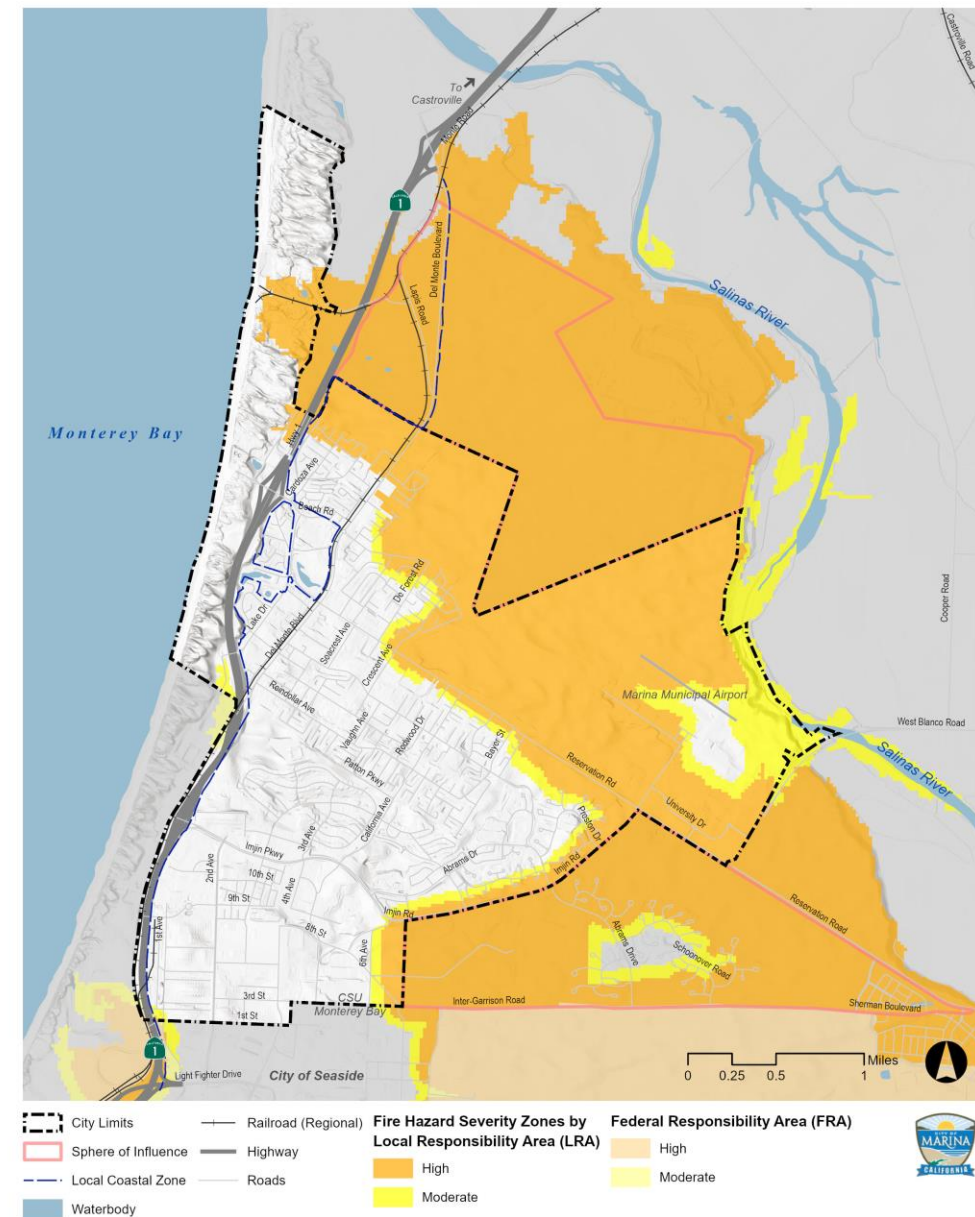 Castroville Road
To
Castroville
Monte Road
1
Del Monte Boulevard
Lapis Road
Salinas River
Monterey Bay
Hwy 1
Cardoza Ave
Beach Rd
De Forest Rd
Cooper Road
Lake Dr
Del Monte Blvd
Seacrest Ave
Crescent Ave
Reindollar Ave
Marina Municipal Airport
Vaughn Ave
Redwood Dr
Bayer St
West Blanco Road
Salinas River
Patton Pkwy
Reservation Rd
California Ave
University Dr
Preston Dr
3rd Ave
Imjin Pkwy
Abrams Dr
Imjin Rd
2nd Ave
10th St
4th Ave
9th St
Imjin Rd
8th St
Reservation Road
1st Ave
6th Ave
Abrams Drive
Schoonover Road
CSU
Monterey Bay
3rd St
1st St
Inter-Garrison Road
Sherman Boulevard
1
Light Fighter Drive
City of Seaside
Miles
0 0.25 0.5 1
City Limits
Sphere of Influence
Local Coastal Zone
Waterbody
Railroad (Regional)
Highway
Roads
Fire Hazard Severity Zones by
Local Responsibility Area (LRA)
High
Moderate
Federal Responsibility Area (FRA)
High
Moderate
CITY OF
MARINA
CALIFORNIA